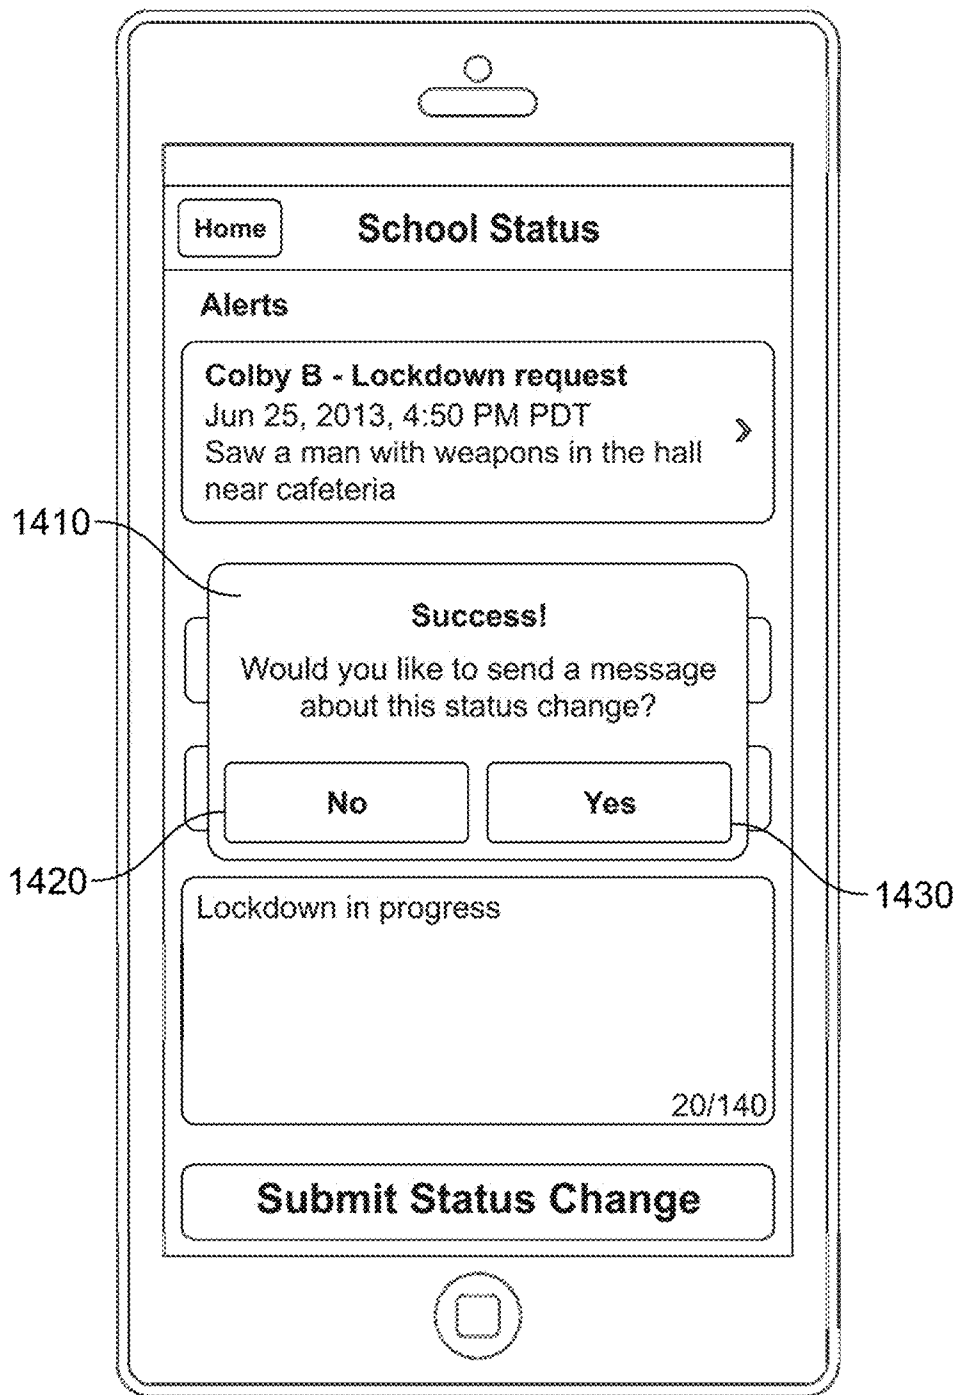 Home
School Status
Alerts
Colby B - Lockdown request
Jun 25, 2013, 4:50 PM PDT
Saw a man with weapons in the hall
near cafeteria
1410
Success!
Would you like to send a message
about this status change?
No
Yes
1420
1430
Lockdown in progress
20/140
Submit Status Change